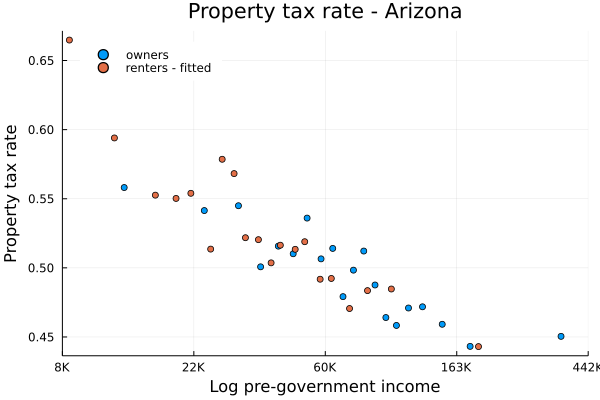 Property tax rate - Arizona
owners
renters - fitted
Property tax rate
0.65
0.60
0.55
0.50
0.45
8K 22K 60K 163K 442K
Log pre-government income